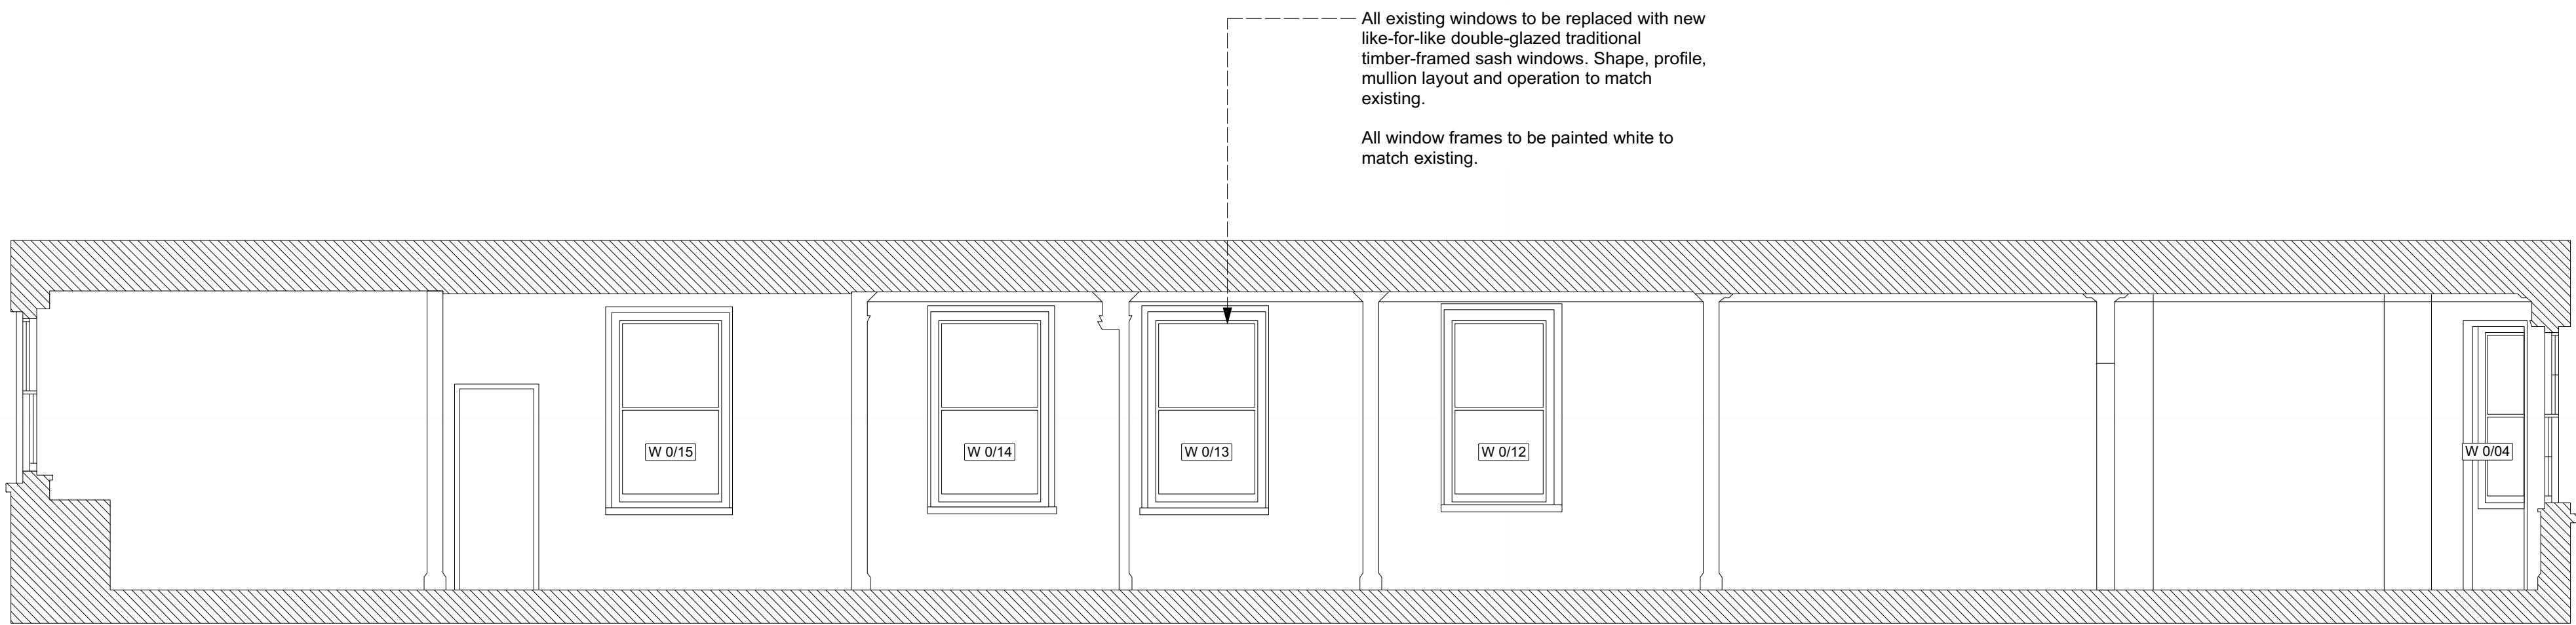 All existing windows to be replaced with new
like-for-like double-glazed traditional
timber-framed sash windows. Shape, profile,
mullion layout and operation to match
existing.
All window frames to be painted white to
match existing.
W 0/15
W 0/14
W 0/13
W 0/12
W 0/04